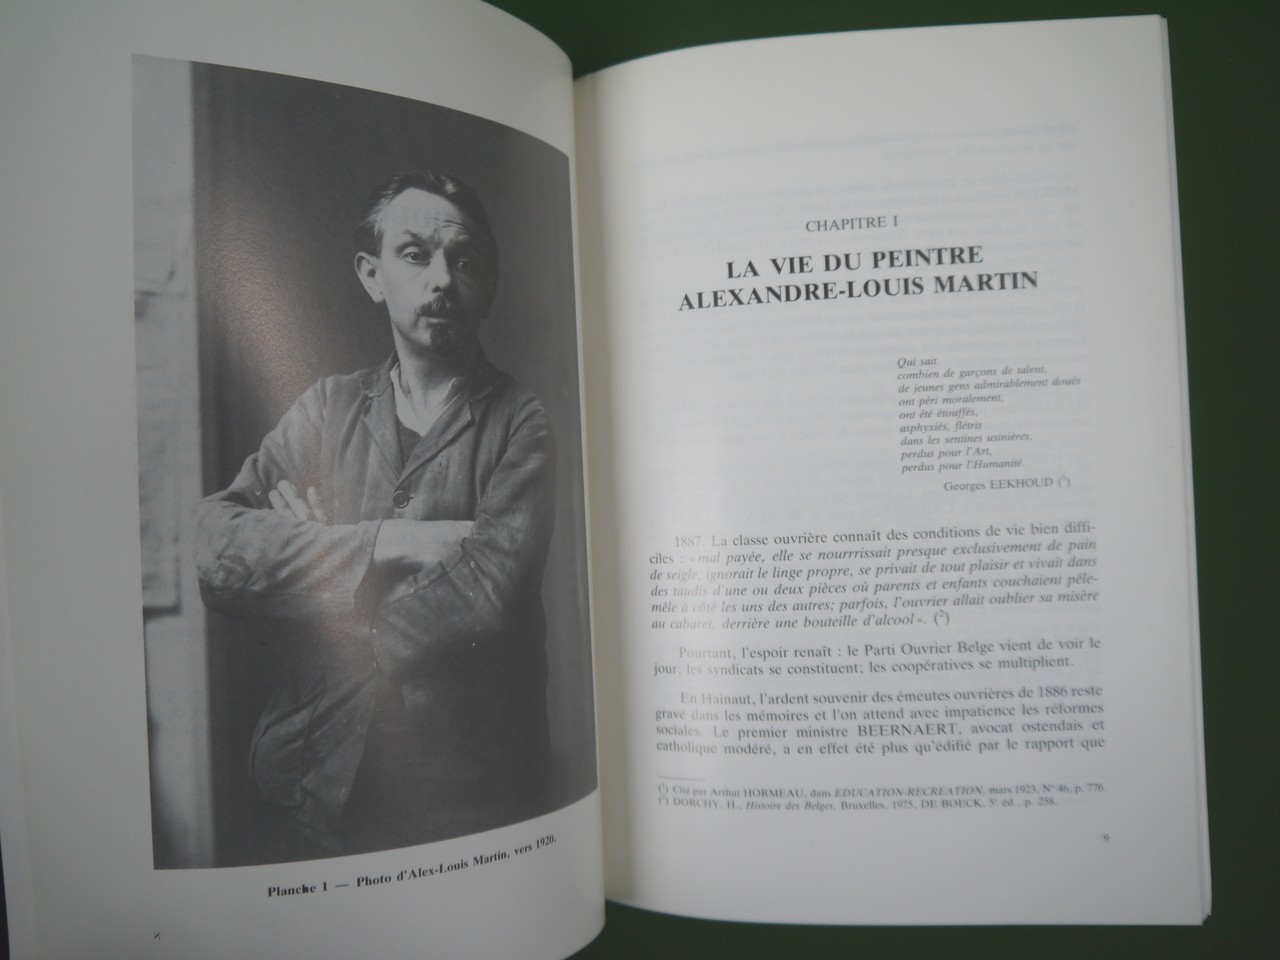 Planche 1 — Photo d'Alex-Louis Martin, vers 1920.
CHAPITRE I
LA VIE DU PEINTRE
ALEXANDRE-LOUIS MARTIN
Qui sait
combien de garçons de talent,
de jeunes gens admirablement doués
ont péri moralement,
ont été étouffés,
asphyxiés, flétris
dans les sentines usinières,
perdus pour l'Art,
perdus pour l'Humanité.
Georges EEKHOUD (¹)
1887. La classe ouvrière connaît des conditions de vie bien diffi-
ciles : «mal payée, elle se nourrrissait presque exclusivement de pain
de seigle, ignorait le linge propre, se privait de tout plaisir et vivait dans
des taudis d'une ou deux pièces où parents et enfants couchaient pêle-
mêle à côté les uns des autres; parfois, l'ouvrier allait oublier sa misère
au cabaret, derrière une bouteille d'alcool». (²)
Pourtant, l'espoir renaît : le Parti Ouvrier Belge vient de voir le
jour; les syndicats se constituent; les coopératives se multiplient.
En Hainaut, l'ardent souvenir des émeutes ouvrières de 1886 reste
gravé dans les mémoires et l'on attend avec impatience les réformes
sociales. Le premier ministre BEERNAERT, avocat ostendais et
catholique modéré, a en effet été plus qu'édifié par le rapport que
(¹) Cité par Arthur HORMEAU, dans EDUCATION-RECREATION, mars 1923, N° 46, p. 776.
(²) DORCHY, H., Histoire des Belges, Bruxelles, 1975, DE BOECK, 5ᵉ éd., p. 258.
9